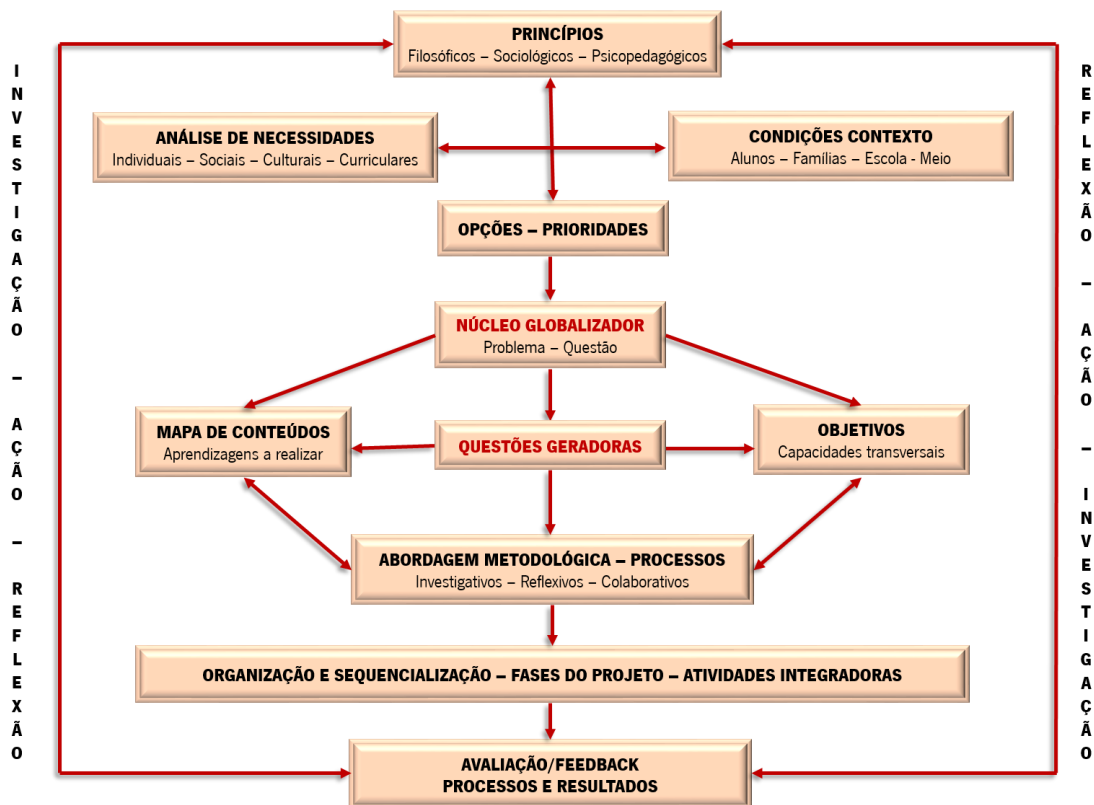 PRINCÍPIOS
Filosóficos – Sociológicos – Psicopedagógicos
ANÁLISE DE NECESSIDADES
Individuais – Sociais – Culturais – Curriculares
CONDIÇÕES CONTEXTO
Alunos – Famílias – Escola - Meio
OPÇÕES – PRIORIDADES
NÚCLEO GLOBALIZADOR
Problema – Questão
MAPA DE CONTEÚDOS
Aprendizagens a realizar
QUESTÕES GERADORAS
OBJETIVOS
Capacidades transversais
ABORDAGEM METODOLÓGICA – PROCESSOS
Investigativos – Reflexivos – Colaborativos
ORGANIZAÇÃO E SEQUENCIALIZAÇÃO – FASES DO PROJETO – ATIVIDADES INTEGRADORAS
AVALIAÇÃO/FEEDBACK
PROCESSOS E RESULTADOS
INVESTIGAÇÃO – AÇÃO – REFLEXÃO
REFLEXÃO – AÇÃO – INVESTIGAÇÃO